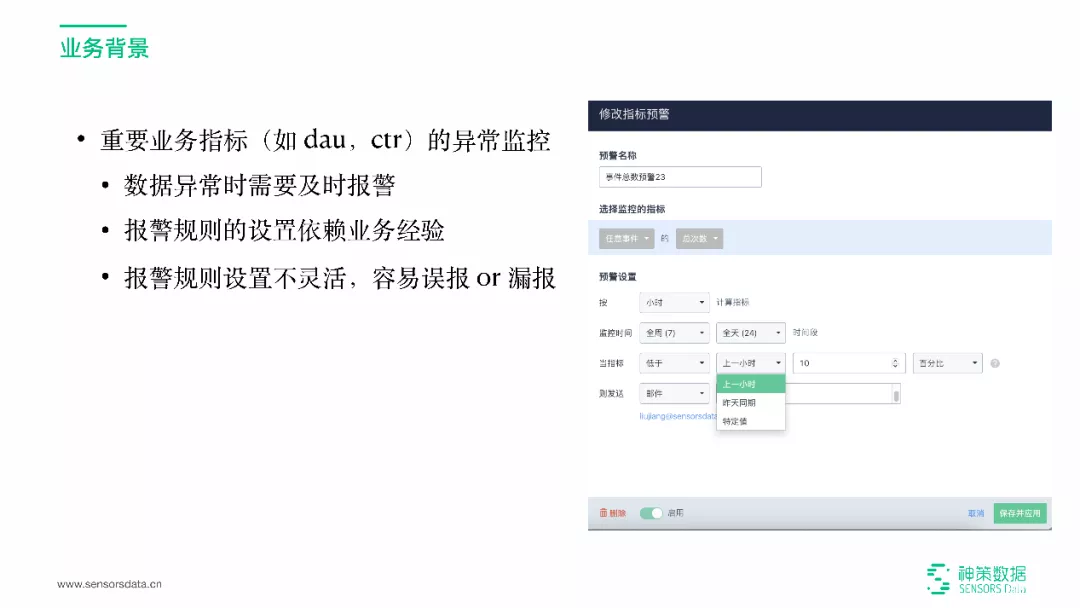 业务背景
• 重要业务指标（如 dau，ctr）的异常监控
• 数据异常时需要及时报警
• 报警规则的设置依赖业务经验
• 报警规则设置不灵活，容易误报 or 漏报
修改指标预警
预警名称
事件总数预警23
选择监控的指标
任意事件 的 总次数
预警设置
按 小时 计算指标
监控时间 全周 (7) 全天 (24) 时间段
当指标 低于 上一小时 10 百分比
上一小时
则发送 邮件
昨天同期
liujiang@sensorsdata
特定值
删除 启用 取消 保存并应用
www.sensorsdata.cn
神策数据
SENSORS Data